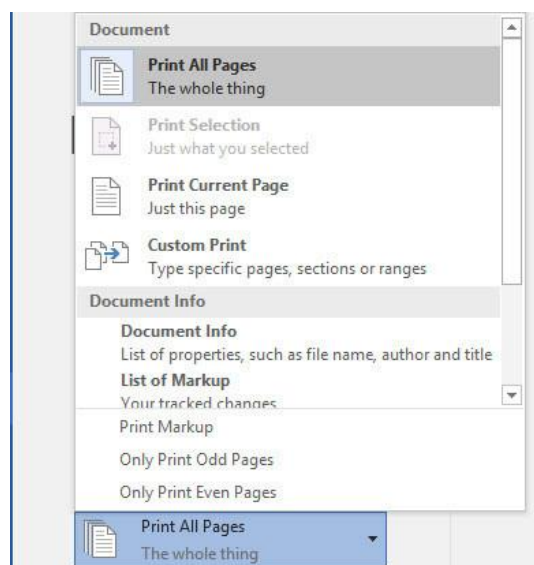 Document
Print All Pages
The whole thing
Print Selection
Just what you selected
Print Current Page
Just this page
Custom Print
Type specific pages, sections or ranges
Document Info
Document Info
List of properties, such as file name, author and title
List of Markup
Your tracked changes
Print Markup
Only Print Odd Pages
Only Print Even Pages
Print All Pages
The whole thing